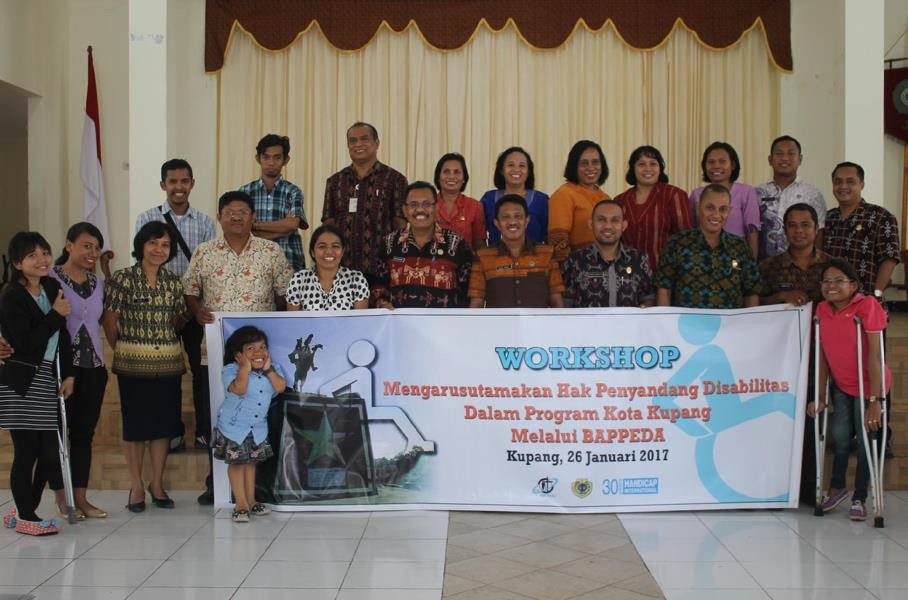 WORKSHOP
Mengarusutamakan Hak Penyandang Disabilitas
Dalam Program Kota Kupang
Melalui BAPPEDA
Kupang, 26 Januari 2017
30 HANDICAP
INTERNATIONAL